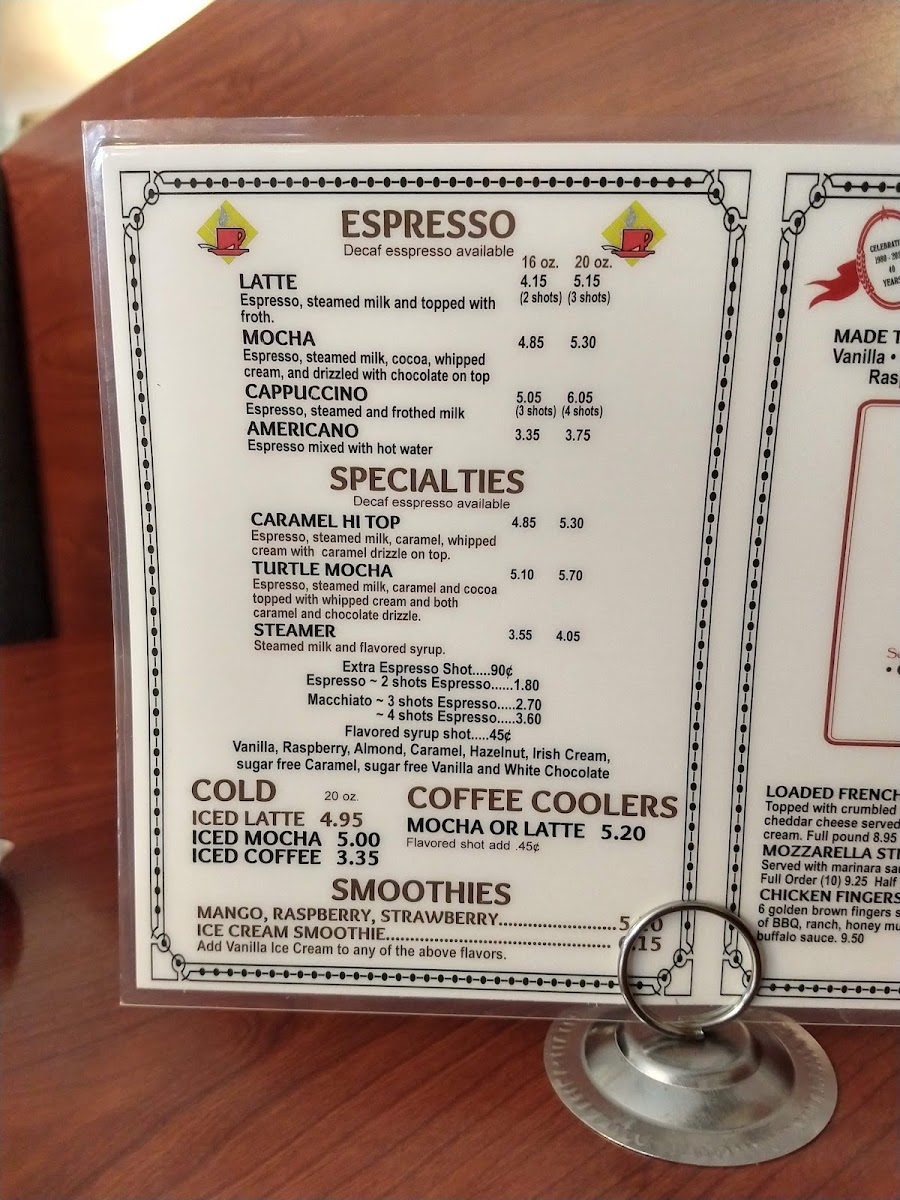 ESPRESSO
Decaf esspresso available
16 oz. 20 oz.
LATTE 4.15 5.15
Espresso, steamed milk and topped with (2 shots) (3 shots)
froth.
MOCHA 4.85 5.30
Espresso, steamed milk, cocoa, whipped
cream, and drizzled with chocolate on top
CAPPUCCINO 5.05 6.05
Espresso, steamed and frothed milk (3 shots) (4 shots)
AMERICANO 3.35 3.75
Espresso mixed with hot water
SPECIALTIES
Decaf esspresso available
CARAMEL HI TOP 4.85 5.30
Espresso, steamed milk, caramel, whipped
cream with caramel drizzle on top.
TURTLE MOCHA 5.10 5.70
Espresso, steamed milk, caramel and cocoa
topped with whipped cream and both
caramel and chocolate drizzle.
STEAMER 3.55 4.05
Steamed milk and flavored syrup.
Extra Espresso Shot.....90¢
Espresso ~ 2 shots Espresso......1.80
Macchiato ~ 3 shots Espresso.....2.70
~ 4 shots Espresso.....3.60
Flavored syrup shot.....45¢
Vanilla, Raspberry, Almond, Caramel, Hazelnut, Irish Cream,
sugar free Caramel, sugar free Vanilla and White Chocolate
COLD 20 oz.
ICED LATTE 4.95
ICED MOCHA 5.00
ICED COFFEE 3.35
COFFEE COOLERS
MOCHA OR LATTE 5.20
Flavored shot add .45¢
SMOOTHIES
MANGO, RASPBERRY, STRAWBERRY
ICE CREAM SMOOTHIE
Add Vanilla Ice Cream to any of the above flavors.
40
MADE
Vanilla •
LOADED FRENCH
Topped with crumbled
cheddar cheese served
cream. Full pound 8.95
MOZZARELLA
Served with marinara
Full Order (10) 9.25 Half
CHICKEN FINGERS
6 golden brown fingers
of BBQ, ranch, honey
buffalo sauce. 9.50